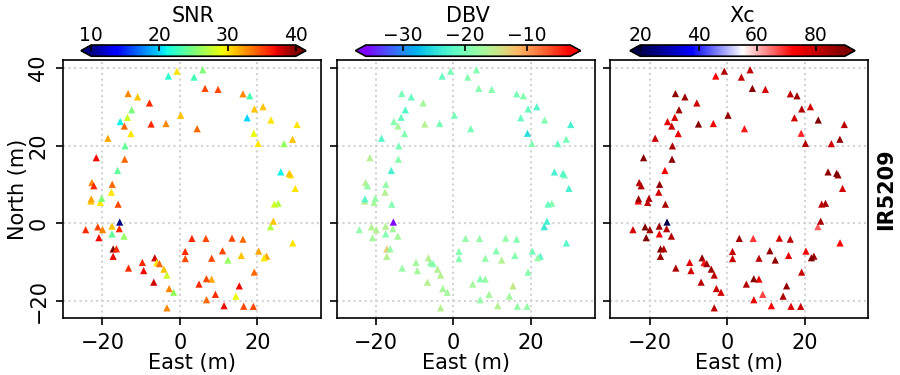 SNR DBV Xc
10 20 30 40 −30 −20 −10 20 40 60 80
40
20
0
−20
North (m)
IR5209
−20 0 20 −20 0 20 −20 0 20
East (m) East (m) East (m)